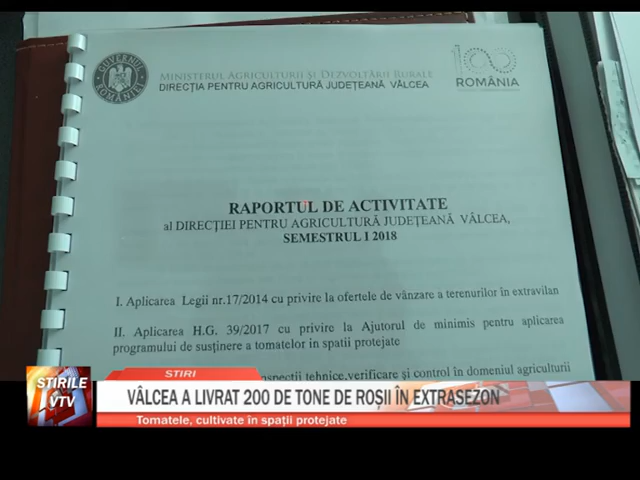 GUVERNUL ROMÂNIEI
MINISTERUL AGRICULTURII ȘI DEZVOLTĂRII RURALE
DIRECȚIA PENTRU AGRICULTURĂ JUDEȚEANĂ VÂLCEA
100
ROMÂNIA
RAPORTUL DE ACTIVITATE
al DIRECȚIEI PENTRU AGRICULTURĂ JUDEȚEANĂ VÂLCEA,
SEMESTRUL I 2018
I. Aplicarea Legii nr.17/2014 cu privire la ofertele de vânzare a terenurilor în extravilan
II. Aplicarea H.G. 39/2017 cu privire la Ajutorul de minimis pentru aplicarea
programului de susținere a tomatelor in spatii protejate
inspecții tehnice,verificare și control în domeniul agriculturii
STIRI
STIRILE
VTV
VÂLCEA A LIVRAT 200 DE TONE DE ROȘII ÎN EXTRASEZON
Tomatele, cultivate în spații protejate